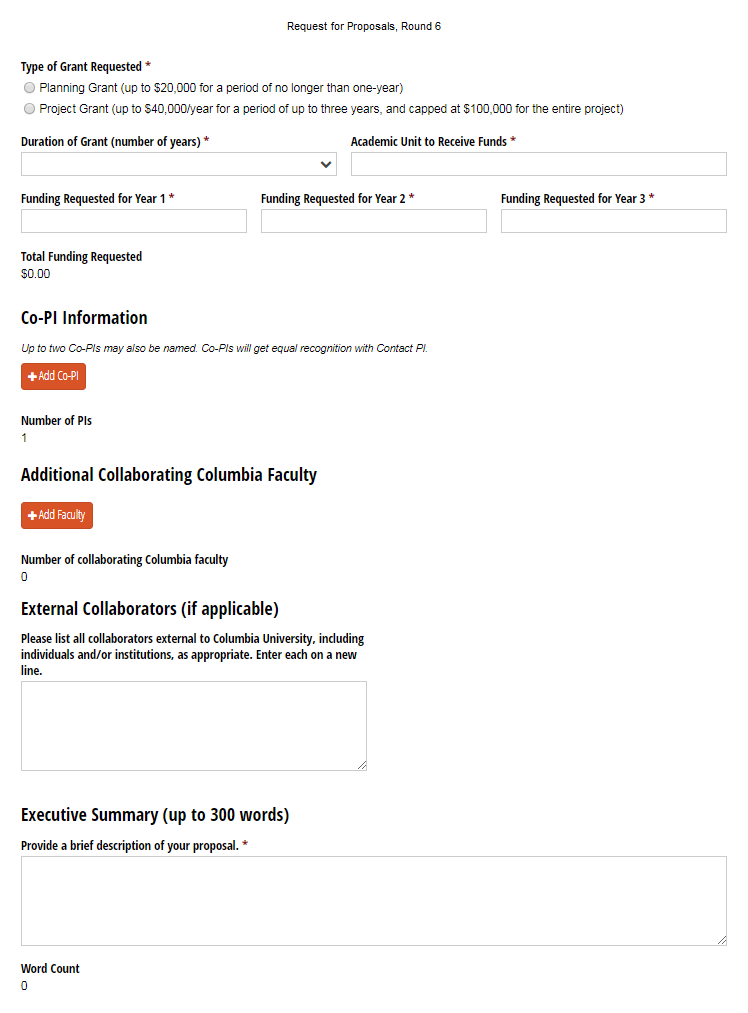 Request for Proposals, Round 6
Type of Grant Requested *
Planning Grant (up to $20,000 for a period of no longer than one-year)
Project Grant (up to $40,000/year for a period of up to three years, and capped at $100,000 for the entire project)
Duration of Grant (number of years) * Academic Unit to Receive Funds *
Funding Requested for Year 1 * Funding Requested for Year 2 * Funding Requested for Year 3 *
Total Funding Requested
$0.00
Co-PI Information
Up to two Co-PIs may also be named. Co-PIs will get equal recognition with Contact PI.
+ Add Co-PI
Number of PIs
1
Additional Collaborating Columbia Faculty
+ Add Faculty
Number of collaborating Columbia faculty
0
External Collaborators (if applicable)
Please list all collaborators external to Columbia University, including
individuals and/or institutions, as appropriate. Enter each on a new
line.
Executive Summary (up to 300 words)
Provide a brief description of your proposal. *
Word Count
0